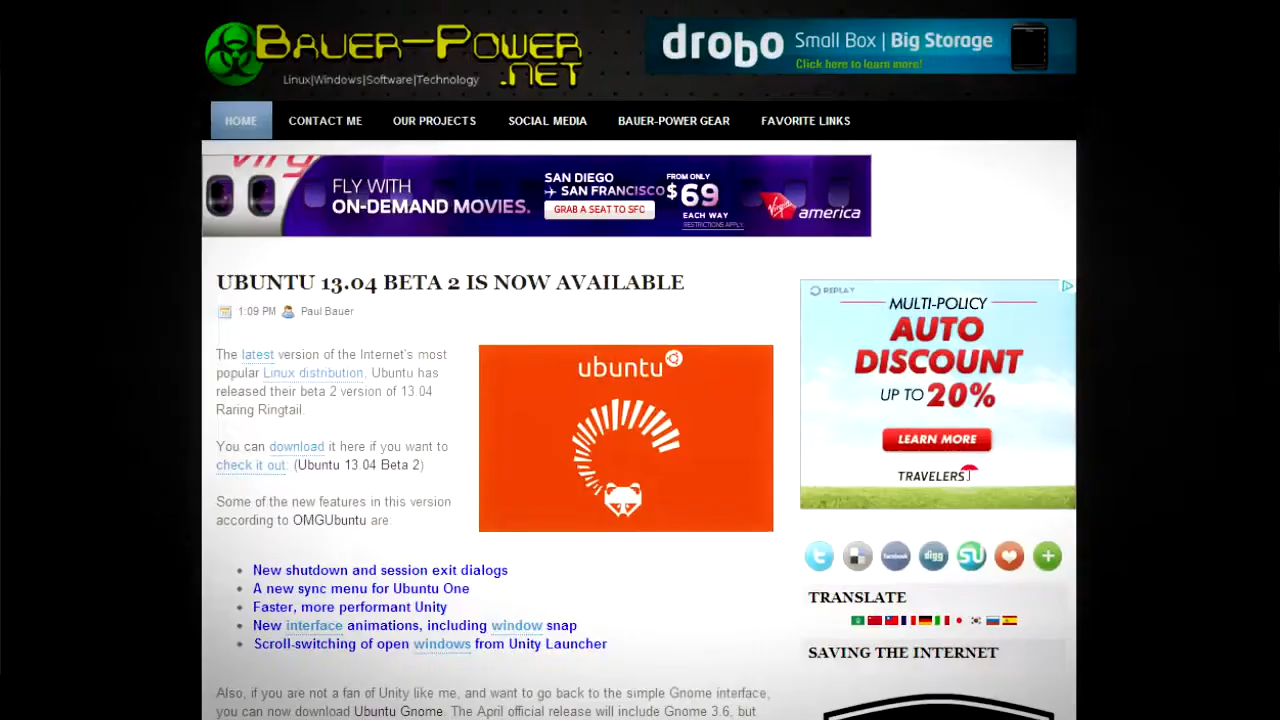 BAUER-POWER
.NET
Linux|Windows|Software|Technology
drobo Small Box | Big Storage
Click here to learn more!
HOME CONTACT ME OUR PROJECTS SOCIAL MEDIA BAUER-POWER GEAR FAVORITE LINKS
FLY WITH
ON-DEMAND MOVIES.
SAN DIEGO
SAN FRANCISCO
GRAB A SEAT TO SFC
FROM ONLY
$69
EACH WAY
RESTRICTIONS APPLY.
Virgin america
UBUNTU 13.04 BETA 2 IS NOW AVAILABLE
1:09 PM Paul Bauer
The latest version of the Internet's most
popular Linux distribution, Ubuntu has
released their beta 2 version of 13.04
Raring Ringtail.
You can download it here if you want to
check it out: (Ubuntu 13.04 Beta 2)
Some of the new features in this version
according to OMGUbuntu are:
ubuntu
New shutdown and session exit dialogs
A new sync menu for Ubuntu One
Faster, more performant Unity
New interface animations, including window snap
Scroll-switching of open windows from Unity Launcher
Also, if you are not a fan of Unity like me, and want to go back to the simple Gnome interface,
you can now download Ubuntu Gnome. The April official release will include Gnome 3.6, but
REPLAY
MULTI-POLICY
AUTO
DISCOUNT
UP TO 20%
LEARN MORE
TRAVELERS
facebook
digg
TRANSLATE
SAVING THE INTERNET